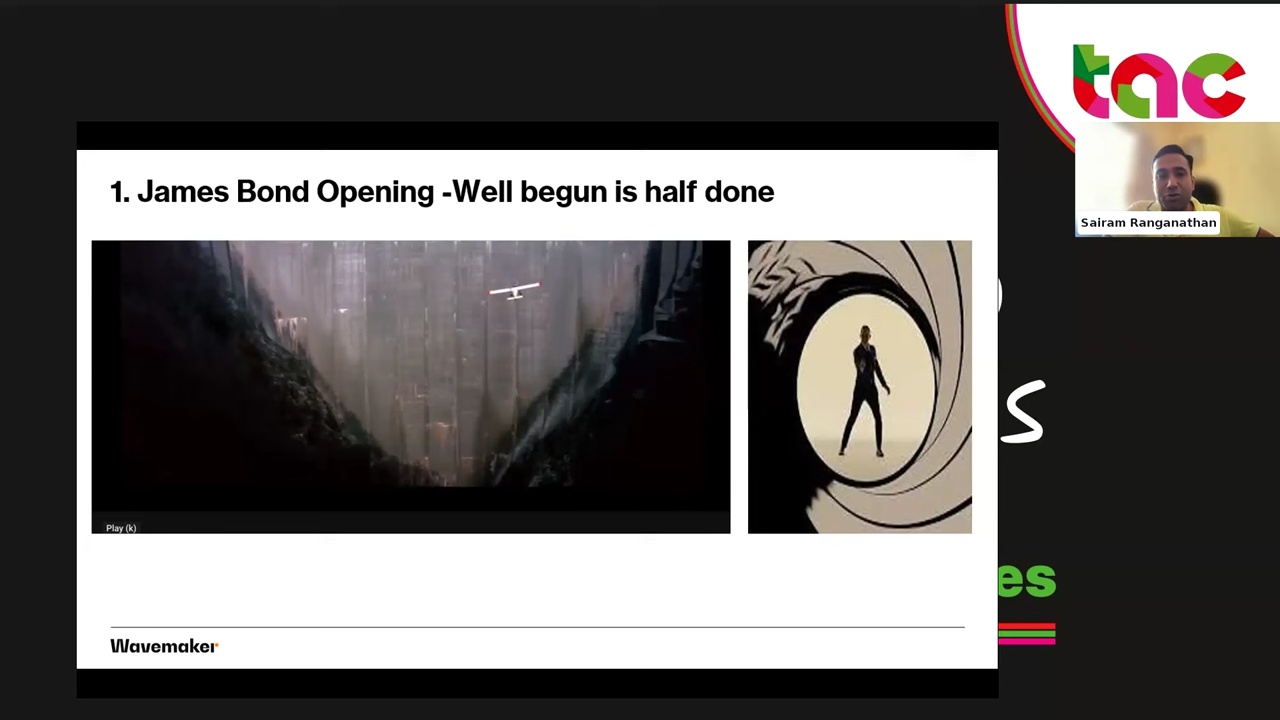 tac
1. James Bond Opening -Well begun is half done
Sairam Ranganathan
s
Play (k)
es
Wavemaker